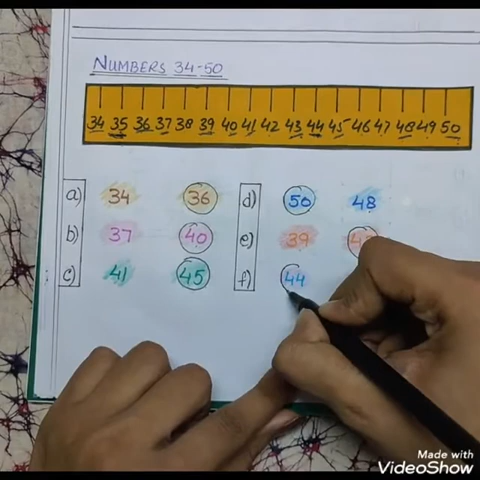 NUMBERS 34-50
34 35 36 37 38 39 40 41 42 43 44 45 46 47 48 49 50
a) 34 36 d) 50 48
b) 37 40 e) 39
c) 41 45 f) 44
Made with
VideoShow